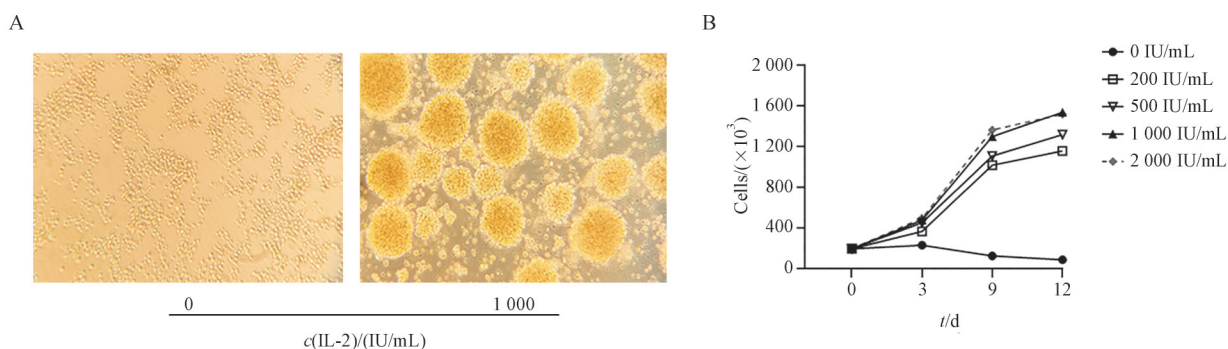 A
0
1 000
c(IL-2)/(IU/mL)
B
2 000
1 600
1 200
800
400
0
Cells/(×10³)
0
3
9
12
t/d
0 IU/mL
200 IU/mL
500 IU/mL
1 000 IU/mL
2 000 IU/mL